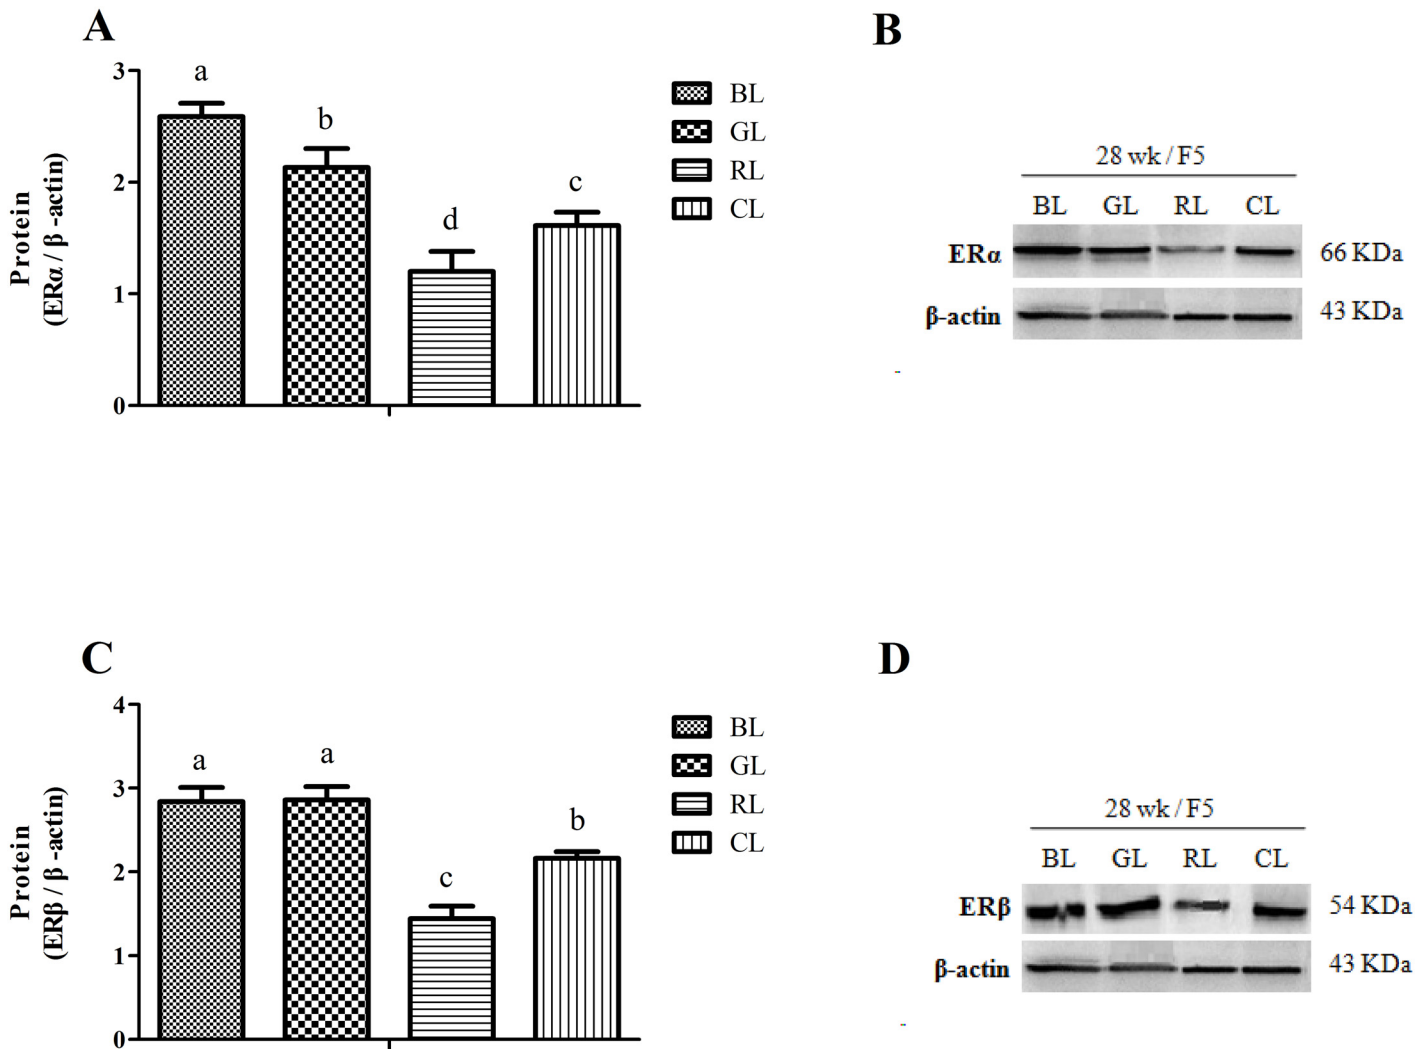 A
3
2
1
0
Protein
(ERα / β -actin)
a
b
d
c
BL
GL
RL
CL
B
28 wk / F5
BL GL RL CL
ERα 66 KDa
β-actin 43 KDa
C
4
3
2
1
0
Protein
(ERβ / β -actin)
a
a
c
b
BL
GL
RL
CL
D
28 wk / F5
BL GL RL CL
ERβ 54 KDa
β-actin 43 KDa